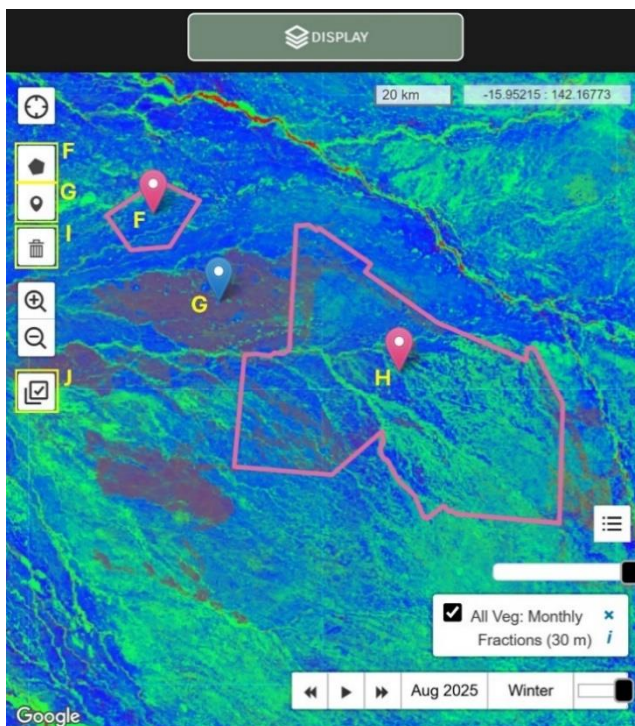 DISPLAY
20 km
-15.95215 : 142.16773
F
F
G
I
G
H
J
All Veg: Monthly ×
Fractions (30 m) i
Aug 2025 Winter
Google